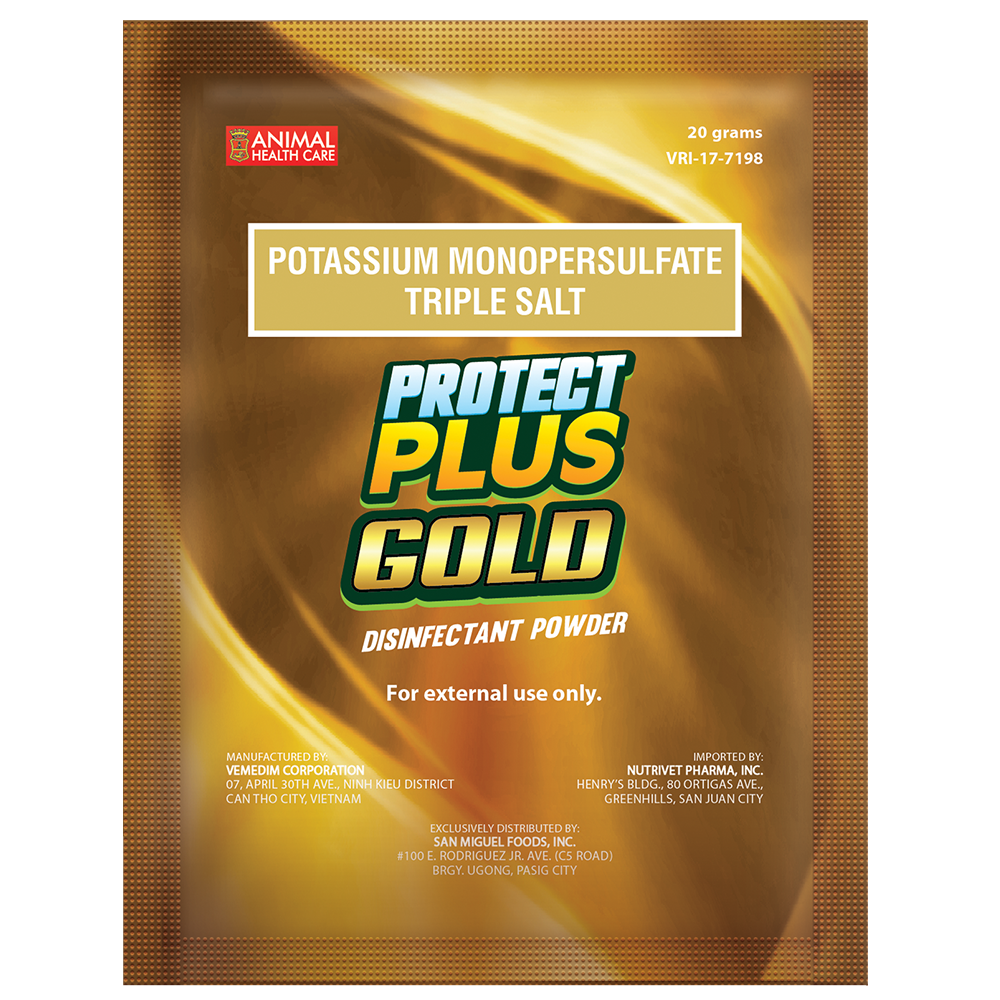 ANIMAL
HEALTH CARE
20 grams
VRI-17-7198
POTASSIUM MONOPERSULFATE
TRIPLE SALT
PROTECT
PLUS
GOLD
DISINFECTANT POWDER
For external use only.
MANUFACTURED BY:
VEMEDIM CORPORATION
07, APRIL 30TH AVE., NINH KIEU DISTRICT
CAN THO CITY, VIETNAM
IMPORTED BY:
NUTRIVET PHARMA, INC.
HENRY'S BLDG., 80 ORTIGAS AVE.,
GREENHILLS, SAN JUAN CITY
EXCLUSIVELY DISTRIBUTED BY:
SAN MIGUEL FOODS, INC.
#100 E. RODRIGUEZ JR. AVE. (C5 ROAD)
BRGY. UGONG, PASIG CITY